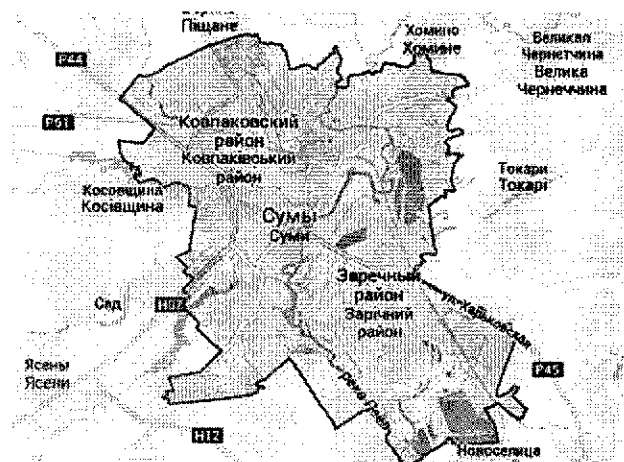 Піщане
Хомино
Хомине
Великая
Чернетчина
Велика
Чернеччина
Р44
Р61
Ковпаковский
район
Ковпаківський
район
Косовщина
Косівщина
Токари
Токарі
Сумы
Суми
Заречный
район
Зарічний
район
ул. Харьковская
Сад
Н07
Ясены
Ясени
Р45
Н12
Новоселица